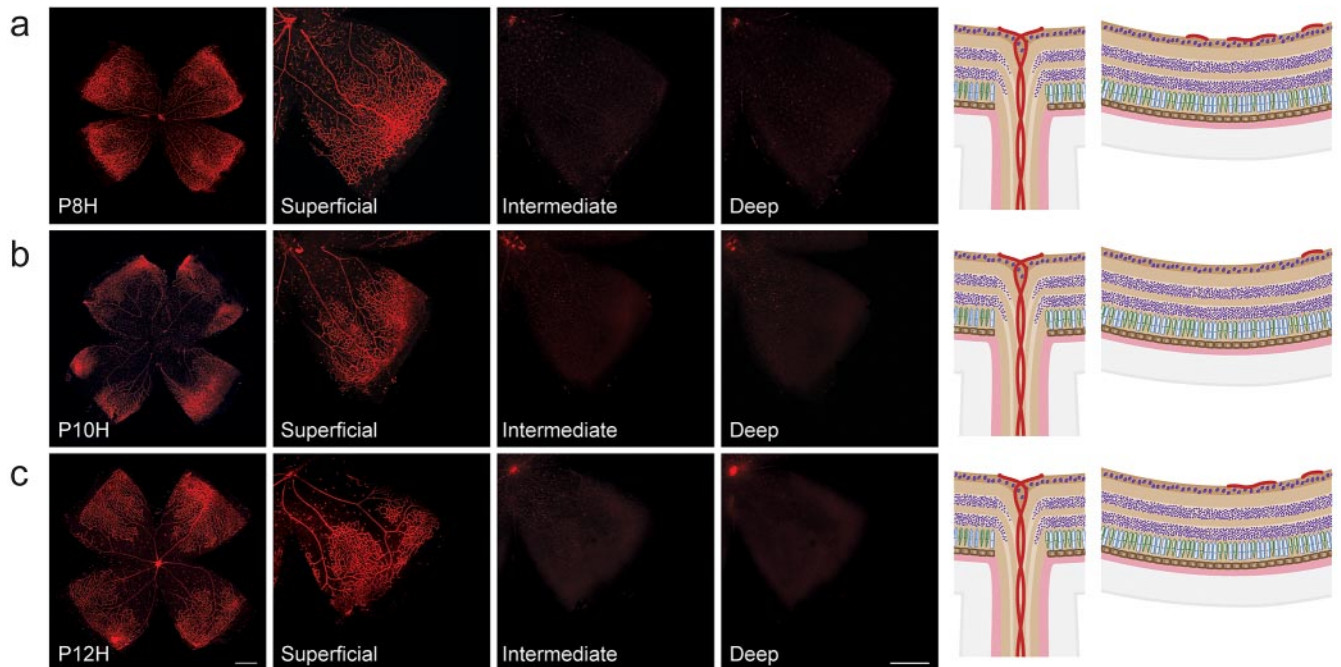 a
P8H
Superficial
Intermediate
Deep
b
P10H
Superficial
Intermediate
Deep
c
P12H
Superficial
Intermediate
Deep